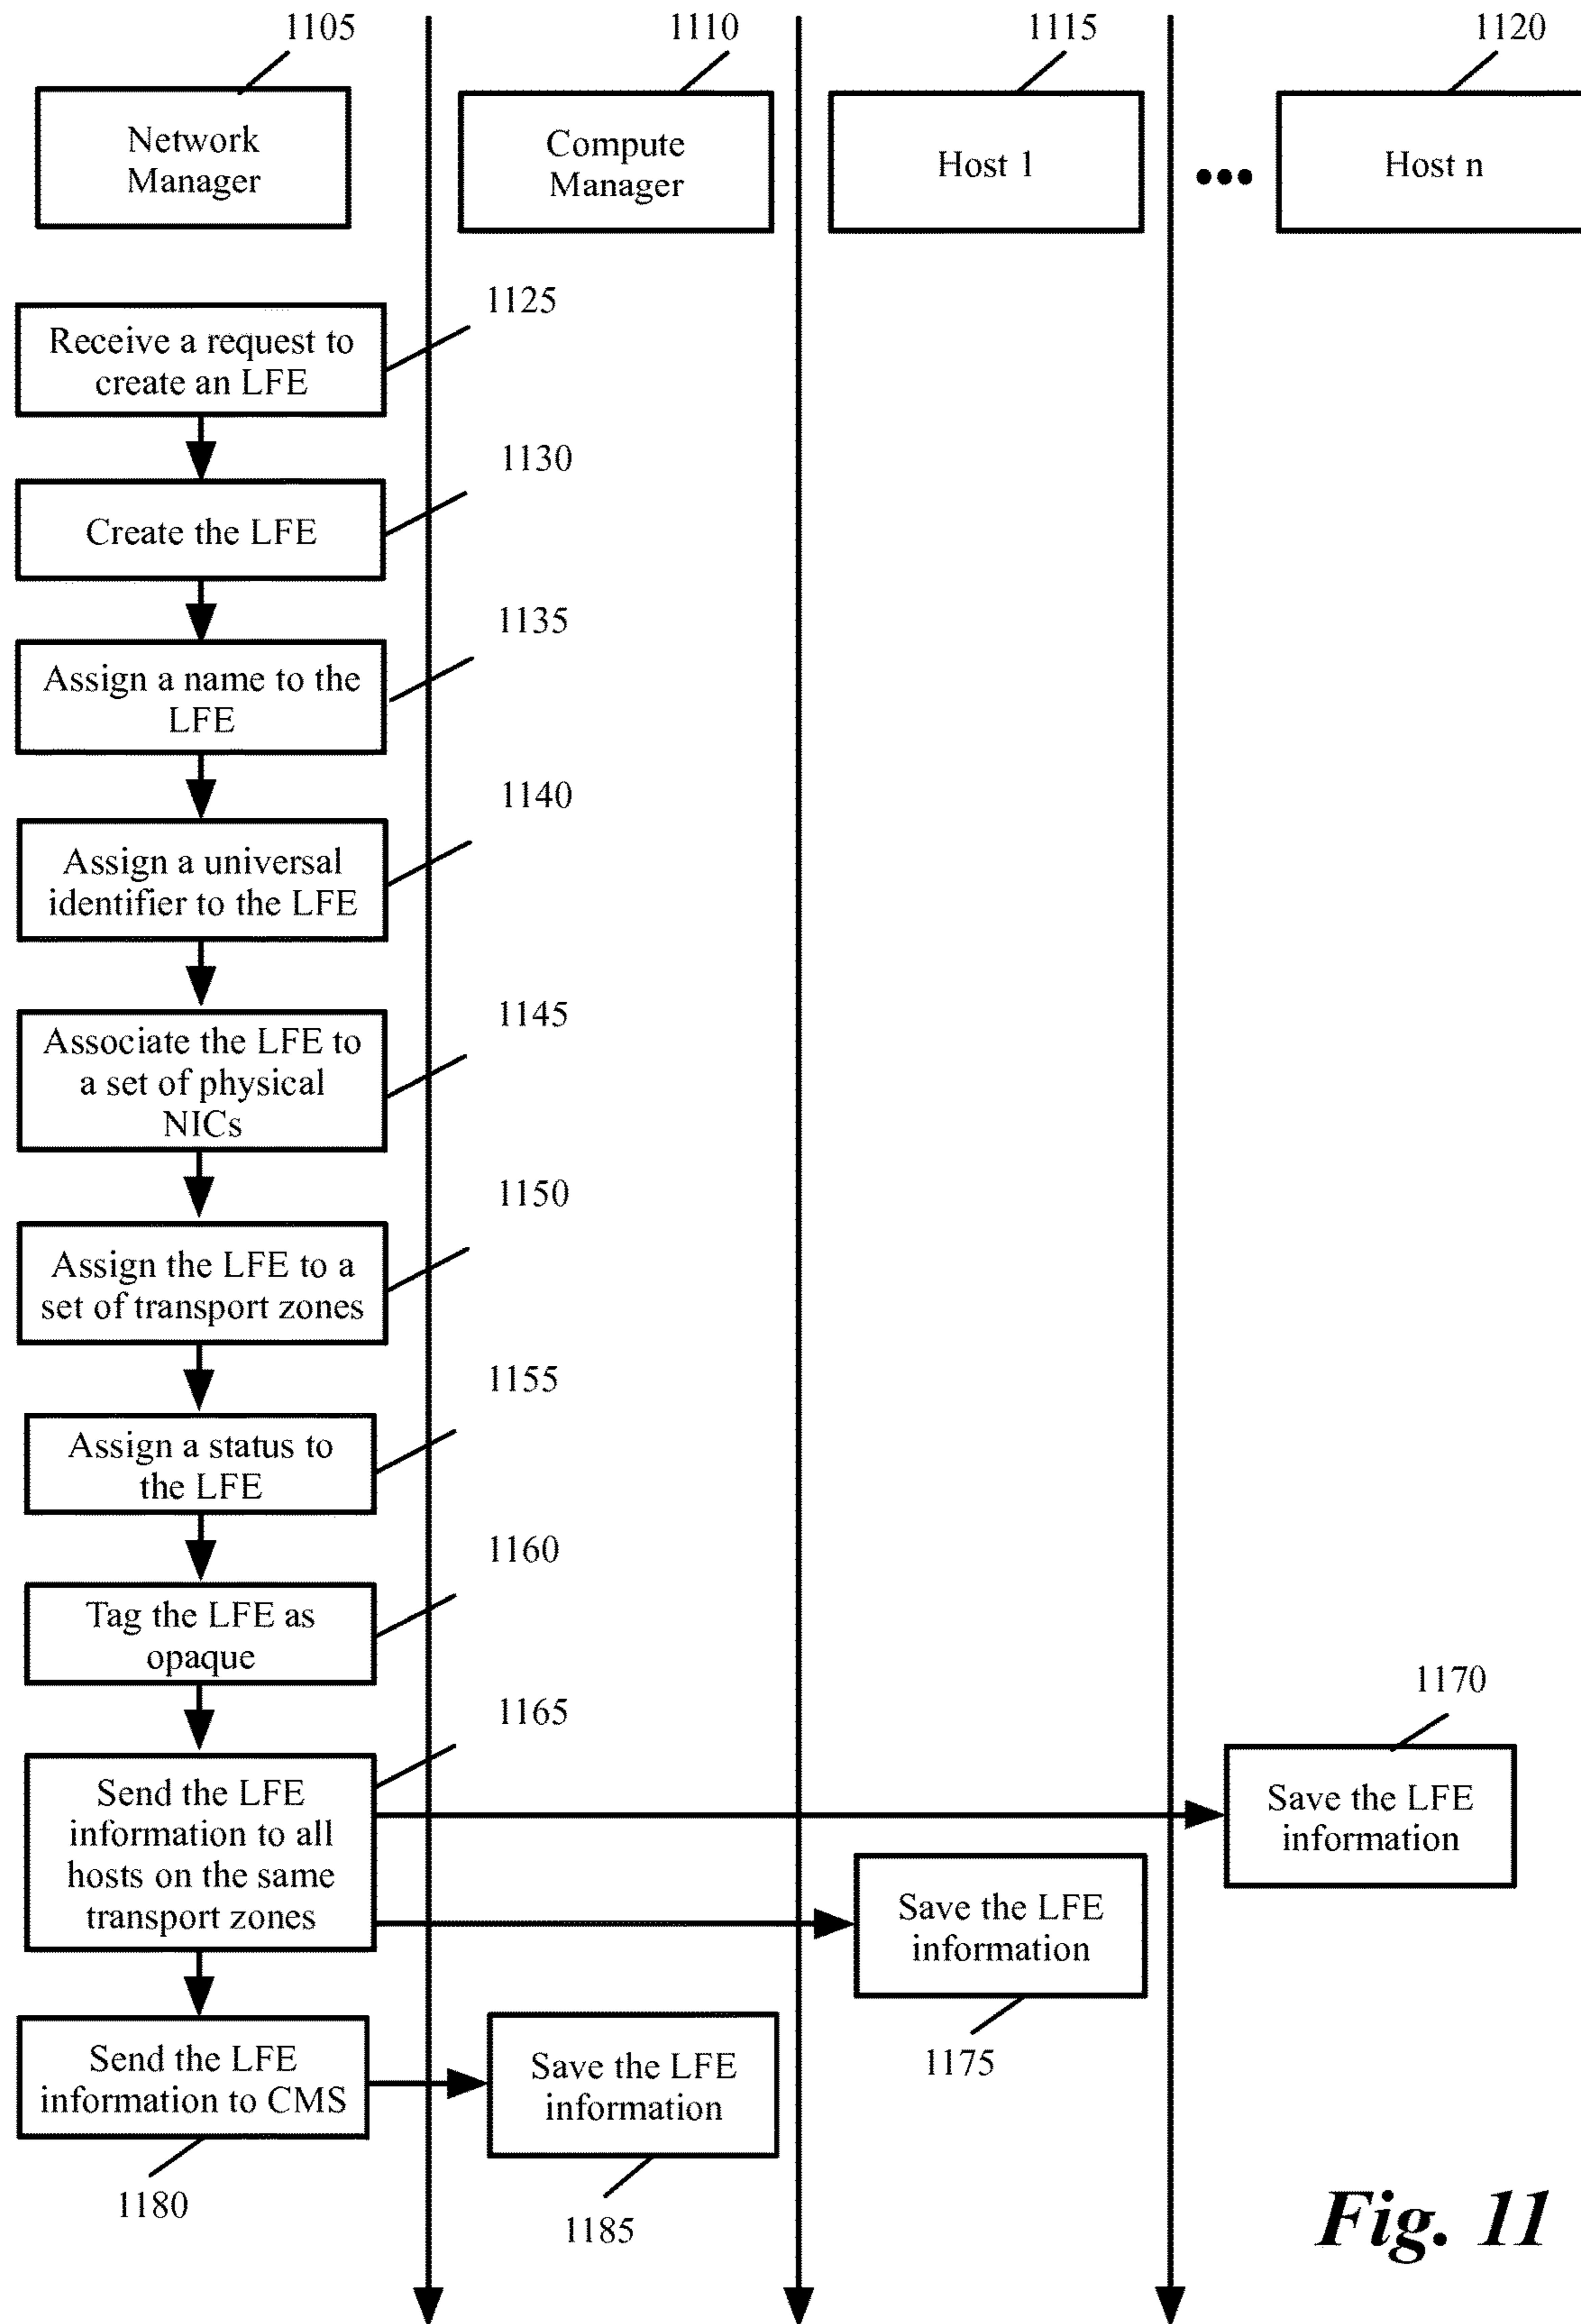 1105
1110
1115
1120
Network
Manager
Compute
Manager
Host 1
•••
Host n
1125
Receive a request to
create an LFE
1130
Create the LFE
1135
Assign a name to the
LFE
1140
Assign a universal
identifier to the LFE
1145
Associate the LFE to
a set of physical
NICs
1150
Assign the LFE to a
set of transport zones
1155
Assign a status to
the LFE
1160
Tag the LFE as
opaque
1165
Send the LFE
information to all
hosts on the same
transport zones
1170
Save the LFE
information
Save the LFE
information
1175
Send the LFE
information to CMS
1180
Save the LFE
information
1185
Fig. 11